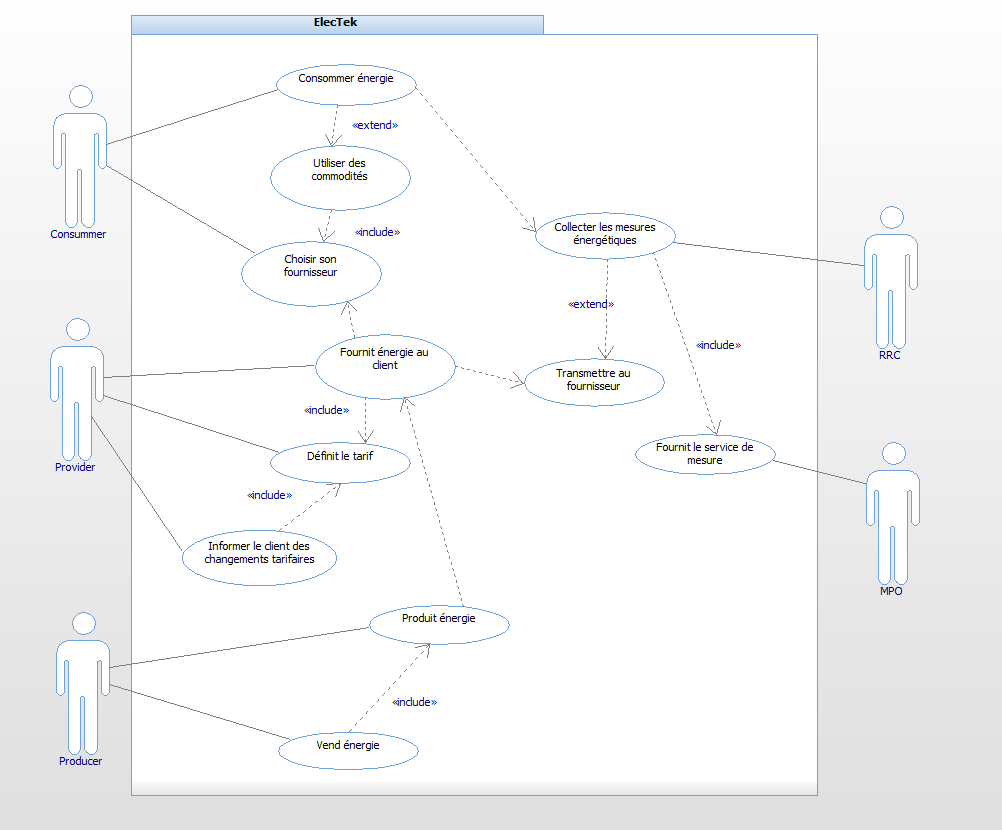 ElecTek
Consommer énergie
«extend»
Utiliser des
commodités
«include»
Choisir son
fournisseur
Consummer
Collecter les mesures
énergétiques
RRC
«extend»
Fournit énergie au
client
Transmettre au
fournisseur
«include»
Provider
«include»
Définit le tarif
Fournit le service de
mesure
«include»
Informer le client des
changements tarifaires
MPO
Produit énergie
«include»
Vend énergie
Producer